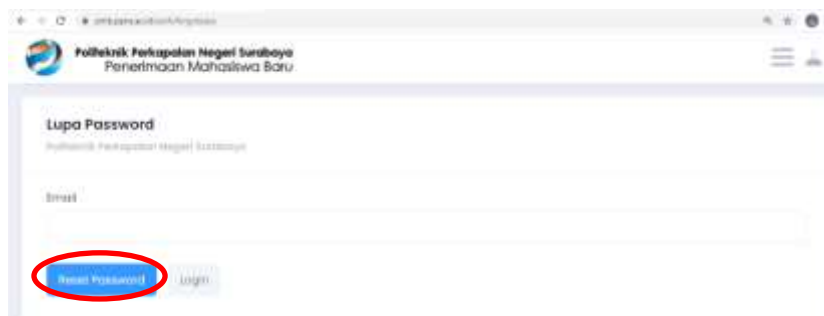 Politeknik Perkapalan Negeri Surabaya
Penerimaan Mahasiswa Baru
Lupa Password
Politeknik Perkapalan Negeri Surabaya
Email
Reset Password
Login